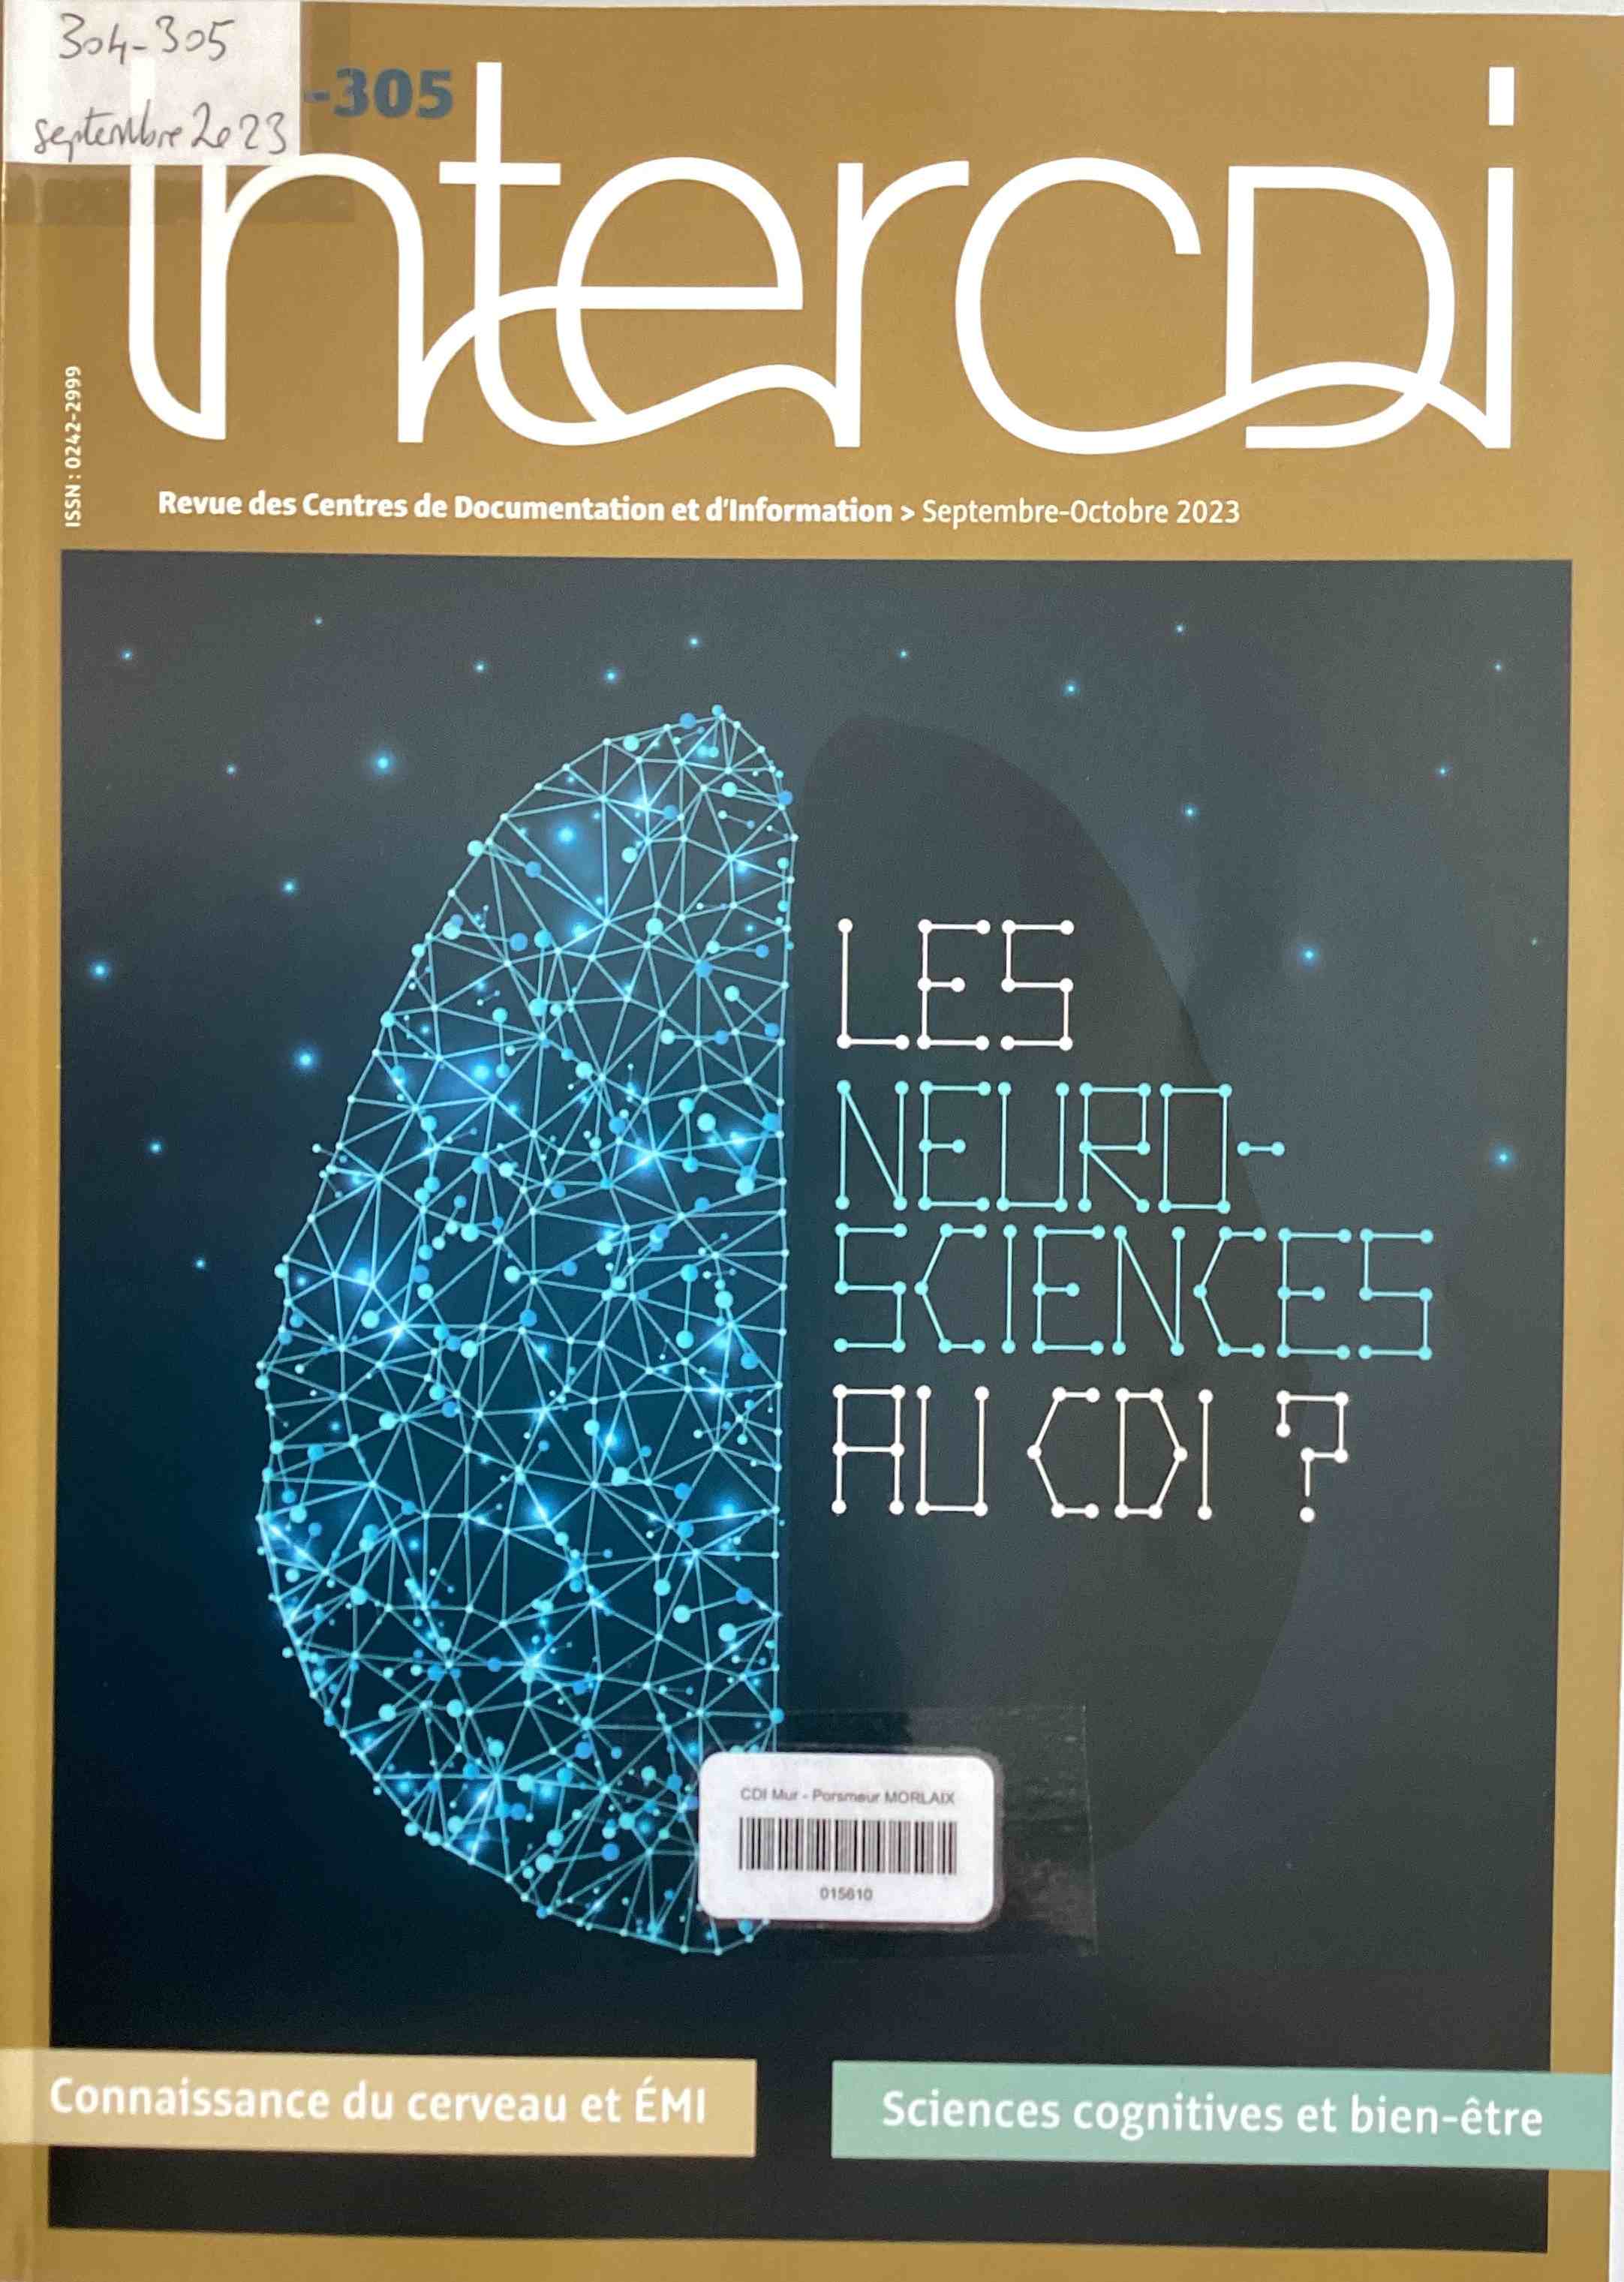 304-305
septembre 2023
-305
InterCDI
ISSN : 0242-2999
Revue des Centres de Documentation et d'Information > Septembre-Octobre 2023
LES
NEURO-
SCIENCES
AU CDI ?
CDI Mur - Porsmeur MORLAIX
015610
Connaissance du cerveau et ÉMI
Sciences cognitives et bien-être